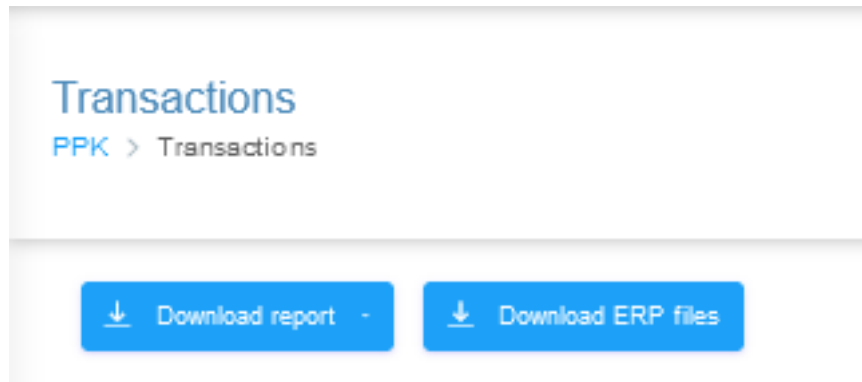 Transactions
PPK > Transactions
Download report -
Download ERP files